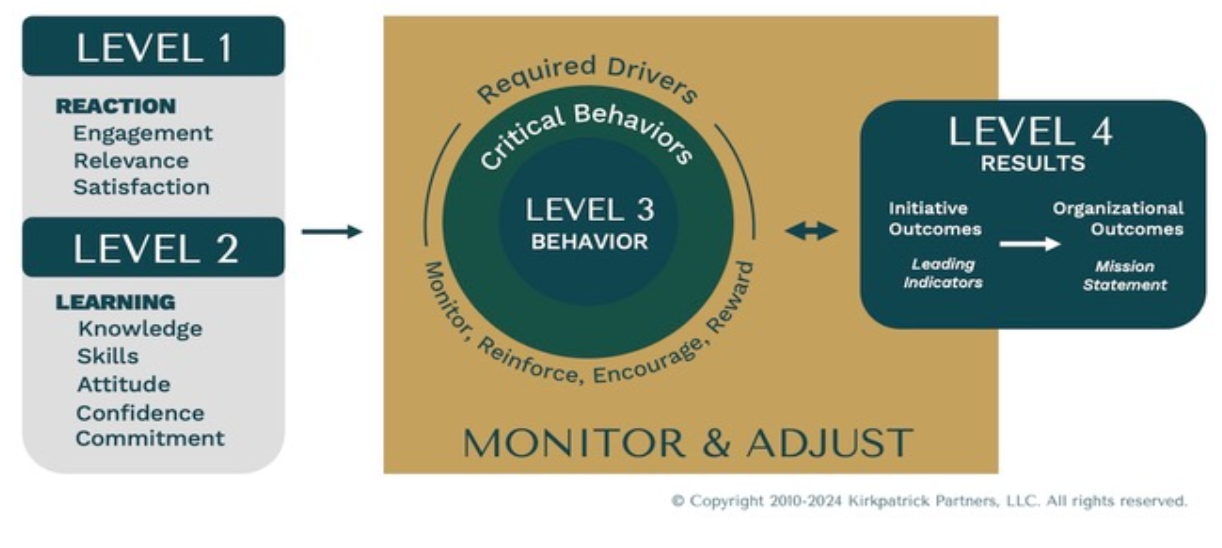 LEVEL 1
REACTION
Engagement
Relevance
Satisfaction
LEVEL 2
LEARNING
Knowledge
Skills
Attitude
Confidence
Commitment
Required Drivers
Critical Behaviors
LEVEL 3
BEHAVIOR
Monitor, Reinforce, Encourage, Reward
MONITOR & ADJUST
LEVEL 4
RESULTS
Initiative
Outcomes
Leading
Indicators
Organizational
Outcomes
Mission
Statement
© Copyright 2010-2024 Kirkpatrick Partners, LLC. All rights reserved.